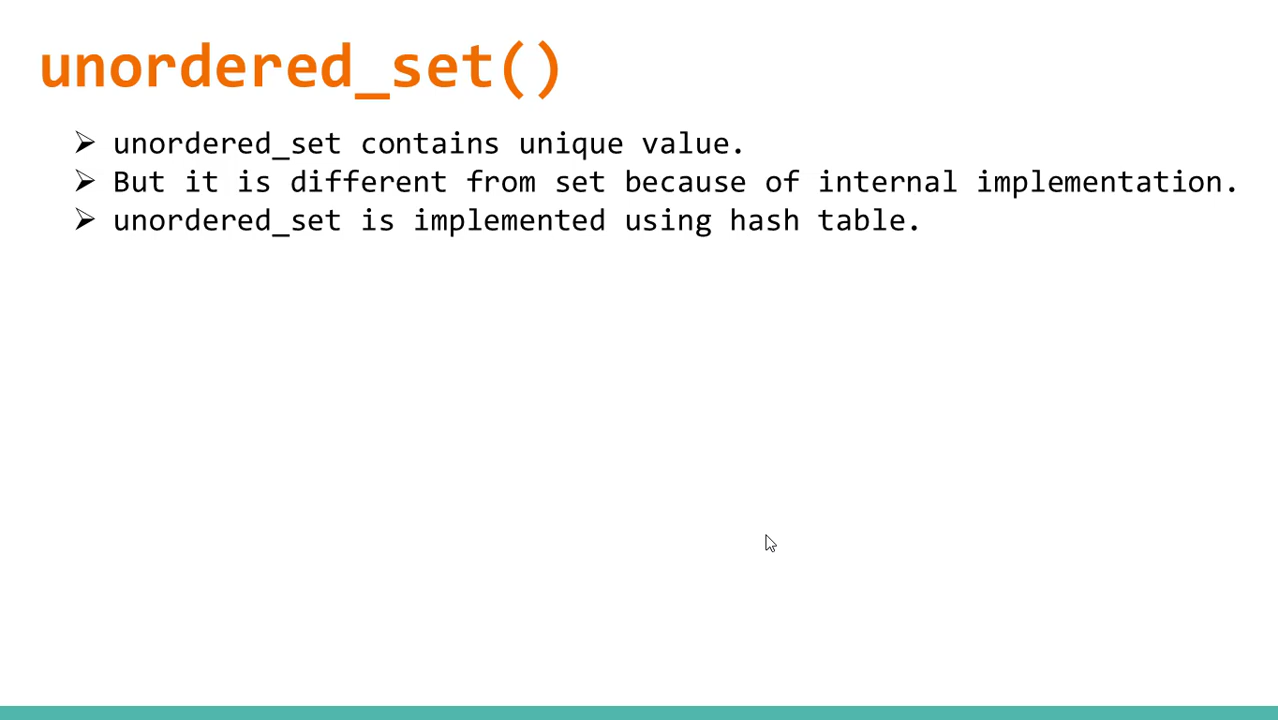 unordered_set()
➢ unordered_set contains unique value.
➢ But it is different from set because of internal implementation.
➢ unordered_set is implemented using hash table.